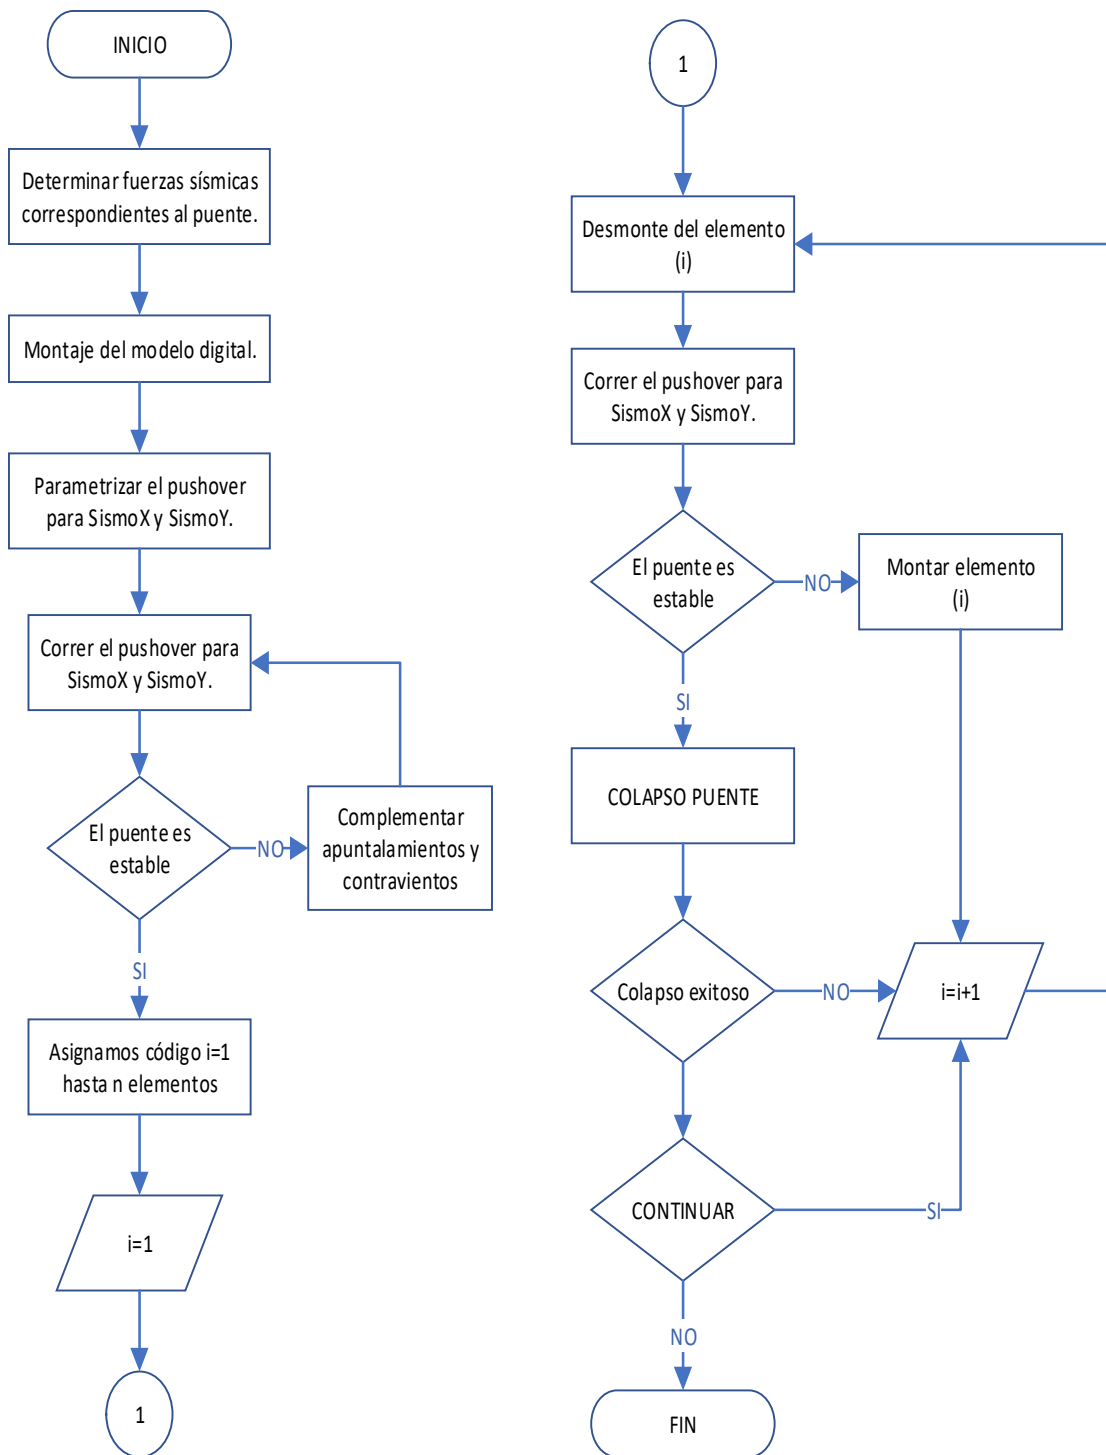 INICIO
Determinar fuerzas sísmicas
correspondientes al puente.
Montaje del modelo digital.
Parametrizar el pushover
para SismoX y SismoY.
Correr el pushover para
SismoX y SismoY.
El puente es
estable
NO
Complementar
apuntalamientos y
contravientos
SI
Asignamos código i=1
hasta n elementos
i=1
1
1
Desmonte del elemento
(i)
Correr el pushover para
SismoX y SismoY.
El puente es
estable
NO
Montar elemento
(i)
SI
COLAPSO PUENTE
Colapso exitoso
NO
i=i+1
CONTINUAR
SI
NO
FIN